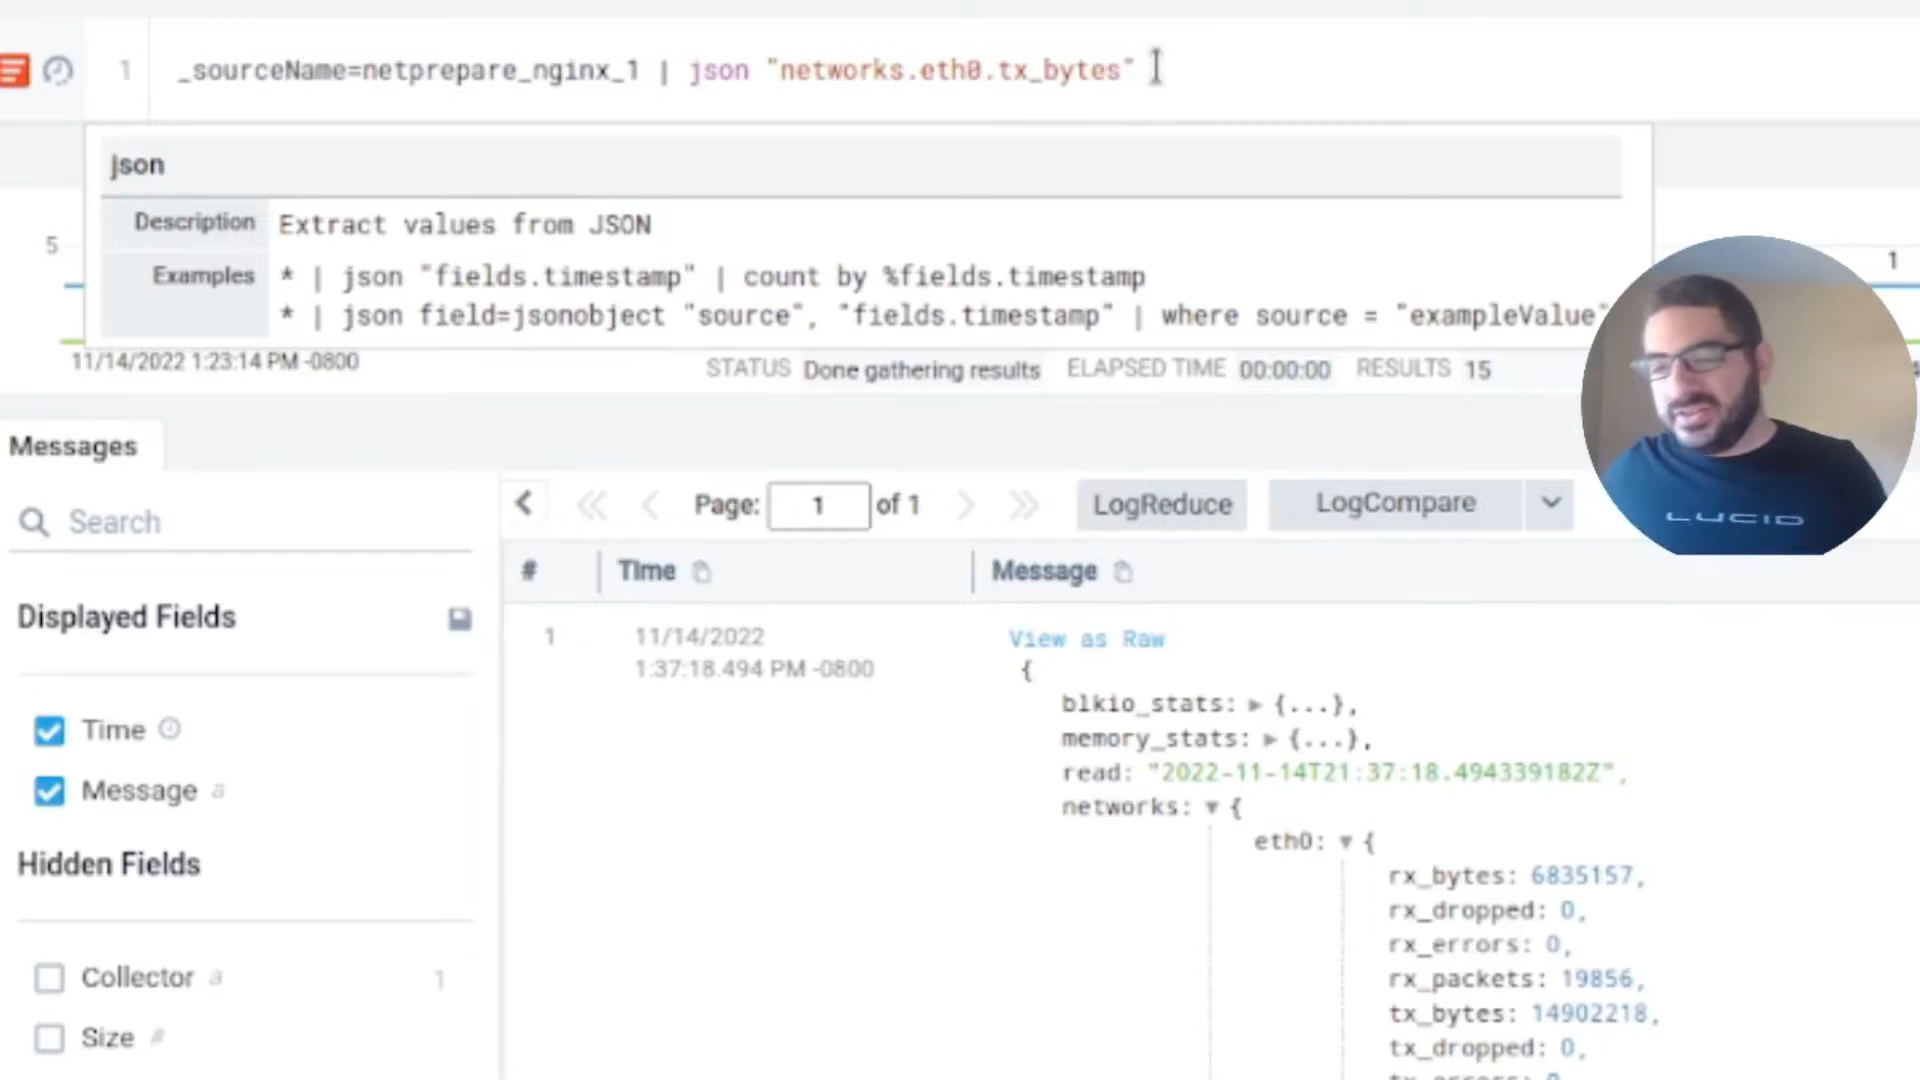 1 _sourceName=netprepare_nginx_1 | json "networks.eth0.tx_bytes"
json
Description Extract values from JSON
Examples * | json "fields.timestamp" | count by %fields.timestamp
* | json field=jsonobject "source", "fields.timestamp" | where source = "exampleValue"
5
1
11/14/2022 1:23:14 PM -0800
STATUS Done gathering results ELAPSED TIME 00:00:00 RESULTS 15
LUCID
Messages
Search
Page: 1 of 1 LogReduce LogCompare
# Time Message
Displayed Fields
Time
Message a
Hidden Fields
Collector a 1
Size #
1 11/14/2022
1:37:18.494 PM -0800
View as Raw
{
blkio_stats: ▶ {...},
memory_stats: ▶ {...},
read: "2022-11-14T21:37:18.494339182Z",
networks: ▼ {
eth0: ▼ {
rx_bytes: 6835157,
rx_dropped: 0,
rx_errors: 0,
rx_packets: 19856,
tx_bytes: 14902218,
tx_dropped: 0,